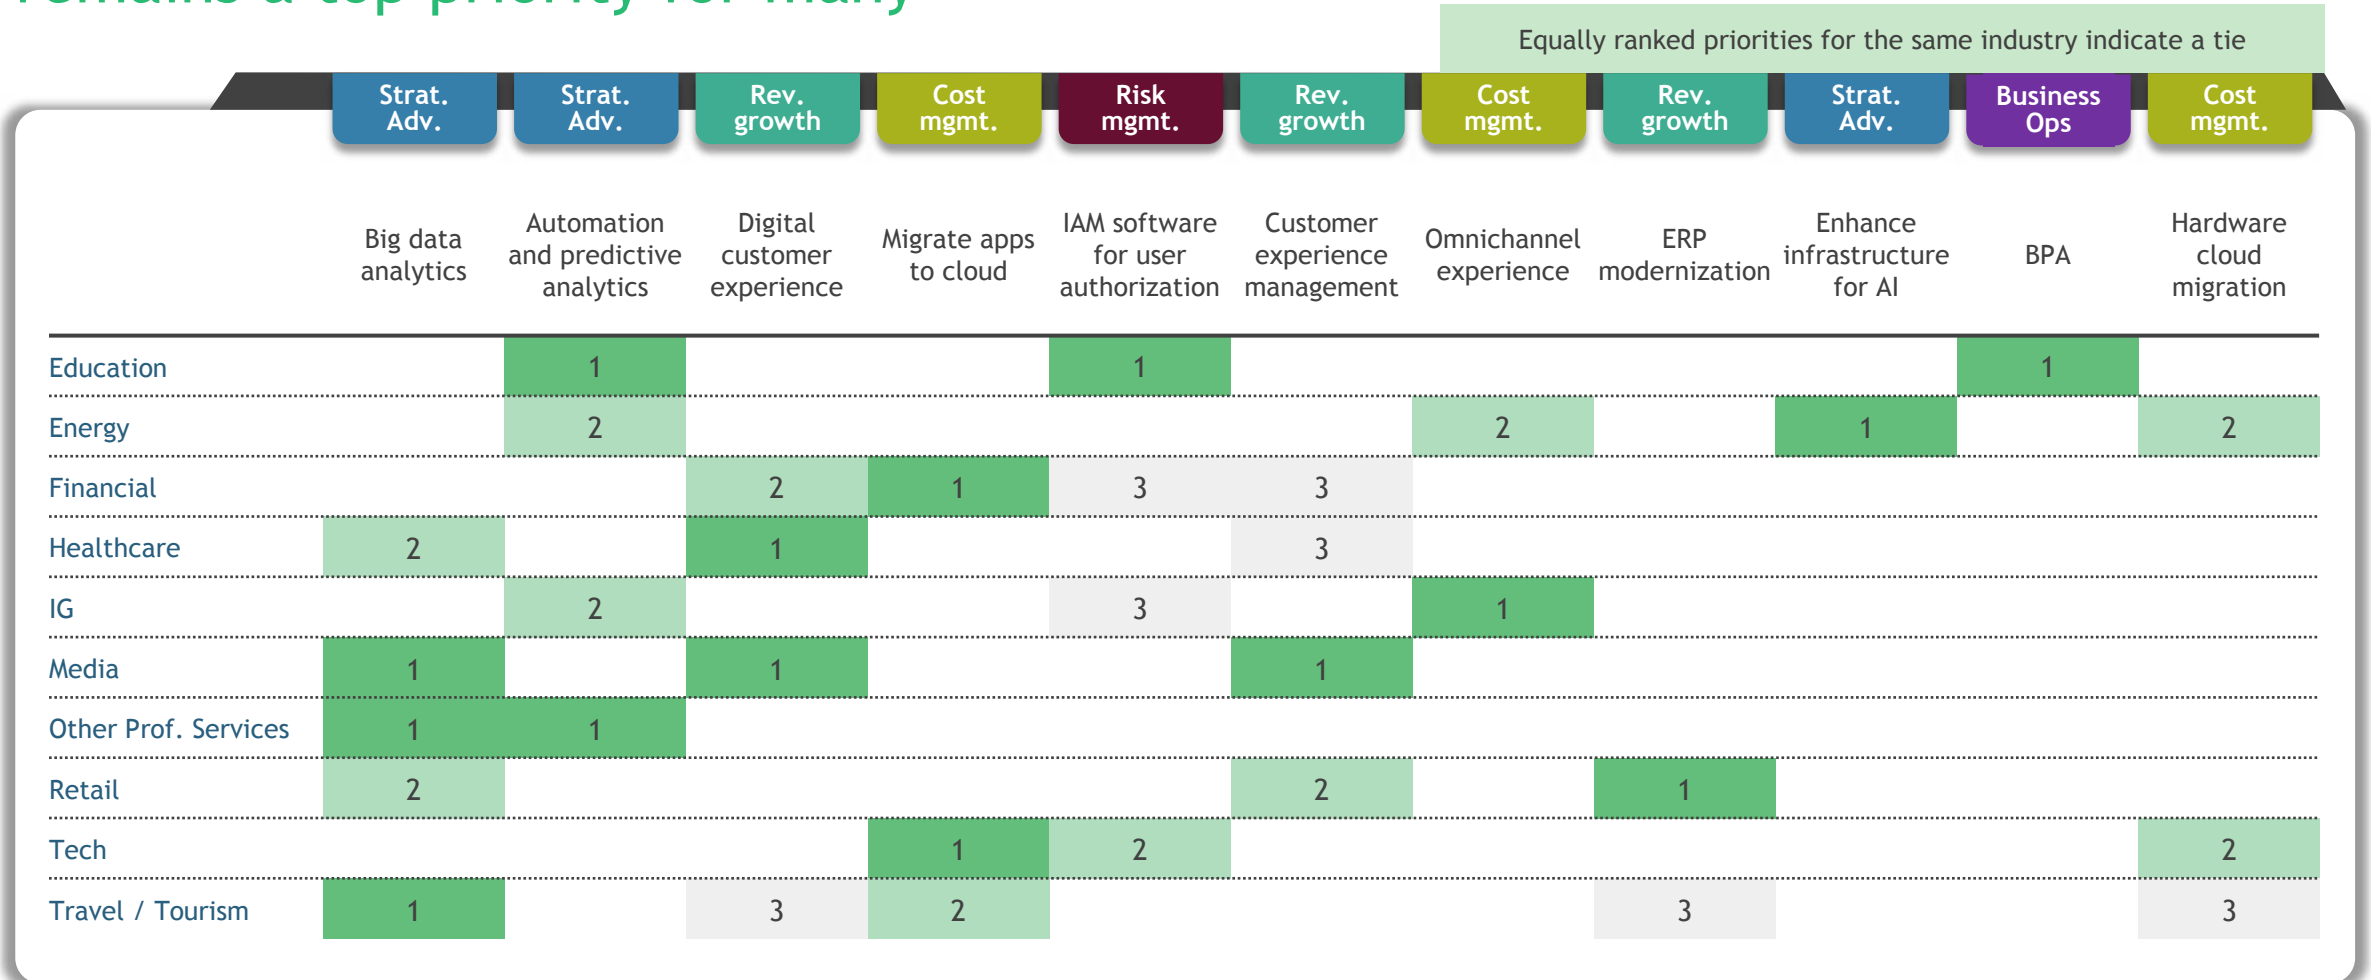 remains a top priority for many
Equally ranked priorities for the same industry indicate a tie
Strat. Adv.
Strat. Adv.
Rev. growth
Cost mgmt.
Risk mgmt.
Rev. growth
Cost mgmt.
Rev. growth
Strat. Adv.
Business Ops
Cost mgmt.
Big data analytics
Automation and predictive analytics
Digital customer experience
Migrate apps to cloud
IAM software for user authorization
Customer experience management
Omnichannel experience
ERP modernization
Enhance infrastructure for AI
BPA
Hardware cloud migration
Education 1 1 1
Energy 2 2 1 2
Financial 2 1 3 3
Healthcare 2 1 3
IG 2 3 1
Media 1 1 1
Other Prof. Services 1 1
Retail 2 2 1
Tech 1 2 2
Travel / Tourism 1 3 2 3 3